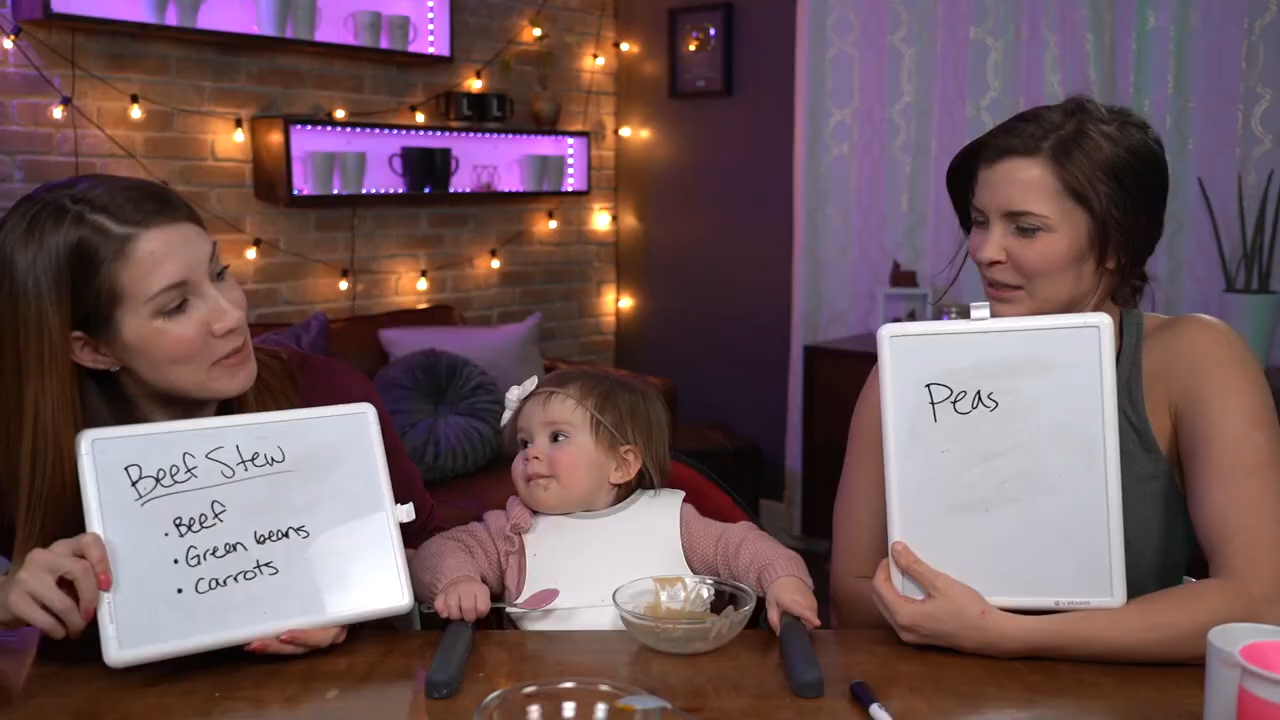 Beef Stew
• Beef
• Green beans
• carrots
Peas